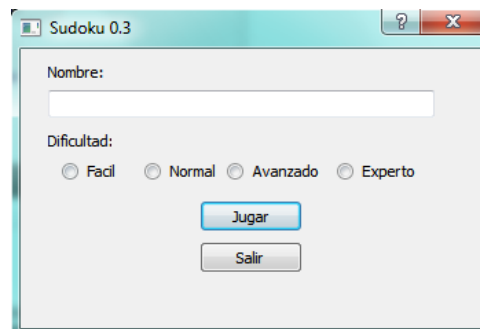 Sudoku 0.3
Nombre:
Dificultad:
Facil Normal Avanzado Experto
Jugar
Salir